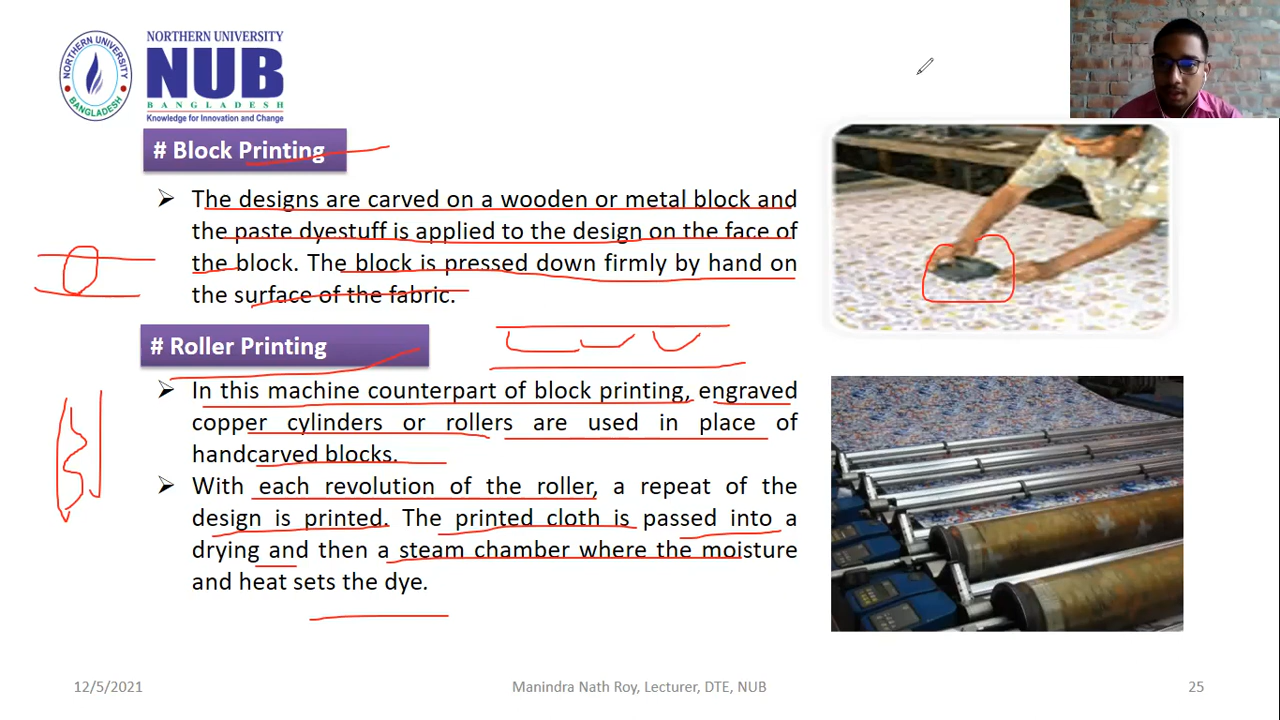 NORTHERN UNIVERSITY
NUB
BANGLADESH
Knowledge for Innovation and Change
NORTHERN UNIVERSITY
BANGLADESH
# Block Printing
➢ The designs are carved on a wooden or metal block and
the paste dyestuff is applied to the design on the face of
the block. The block is pressed down firmly by hand on
the surface of the fabric.
# Roller Printing
➢ In this machine counterpart of block printing, engraved
copper cylinders or rollers are used in place of
handcarved blocks.
➢ With each revolution of the roller, a repeat of the
design is printed. The printed cloth is passed into a
drying and then a steam chamber where the moisture
and heat sets the dye.
12/5/2021
Manindra Nath Roy, Lecturer, DTE, NUB
25